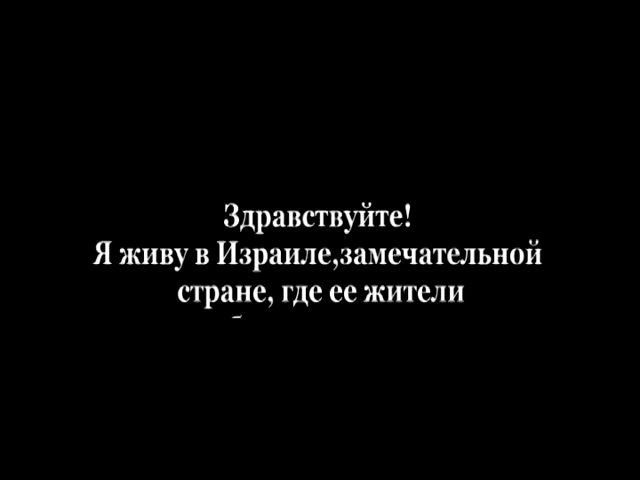 Здравствуйте!
Я живу в Израиле,замечательной
стране, где ее жители